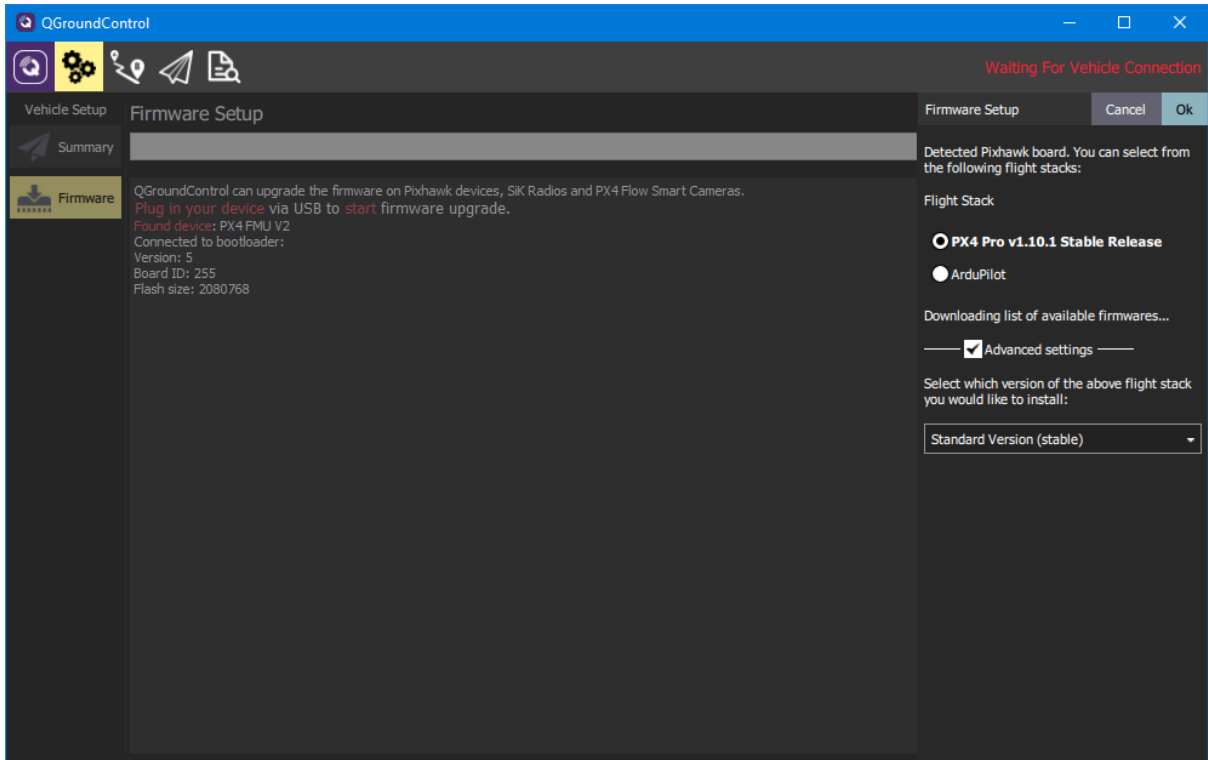 QGroundControl
Waiting For Vehicle Connection
Vehicle Setup
Summary
Firmware
Firmware Setup
QGroundControl can upgrade the firmware on Pixhawk devices, SiK Radios and PX4 Flow Smart Cameras.
Plug in your device via USB to start firmware upgrade.
Found device: PX4 FMU V2
Connected to bootloader:
Version: 5
Board ID: 255
Flash size: 2080768
Firmware Setup Cancel Ok
Detected Pixhawk board. You can select from
the following flight stacks:
Flight Stack
PX4 Pro v1.10.1 Stable Release
ArduPilot
Downloading list of available firmwares...
Advanced settings
Select which version of the above flight stack
you would like to install:
Standard Version (stable)